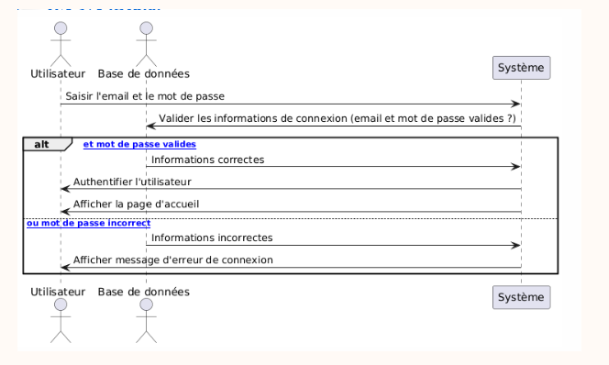 Utilisateur Base de données Système
Saisir l'email et le mot de passe
Valider les informations de connexion (email et mot de passe valides ?)
alt et mot de passe valides
Informations correctes
Authentifier l'utilisateur
Afficher la page d'accueil
ou mot de passe incorrect
Informations incorrectes
Afficher message d'erreur de connexion
Utilisateur Base de données Système